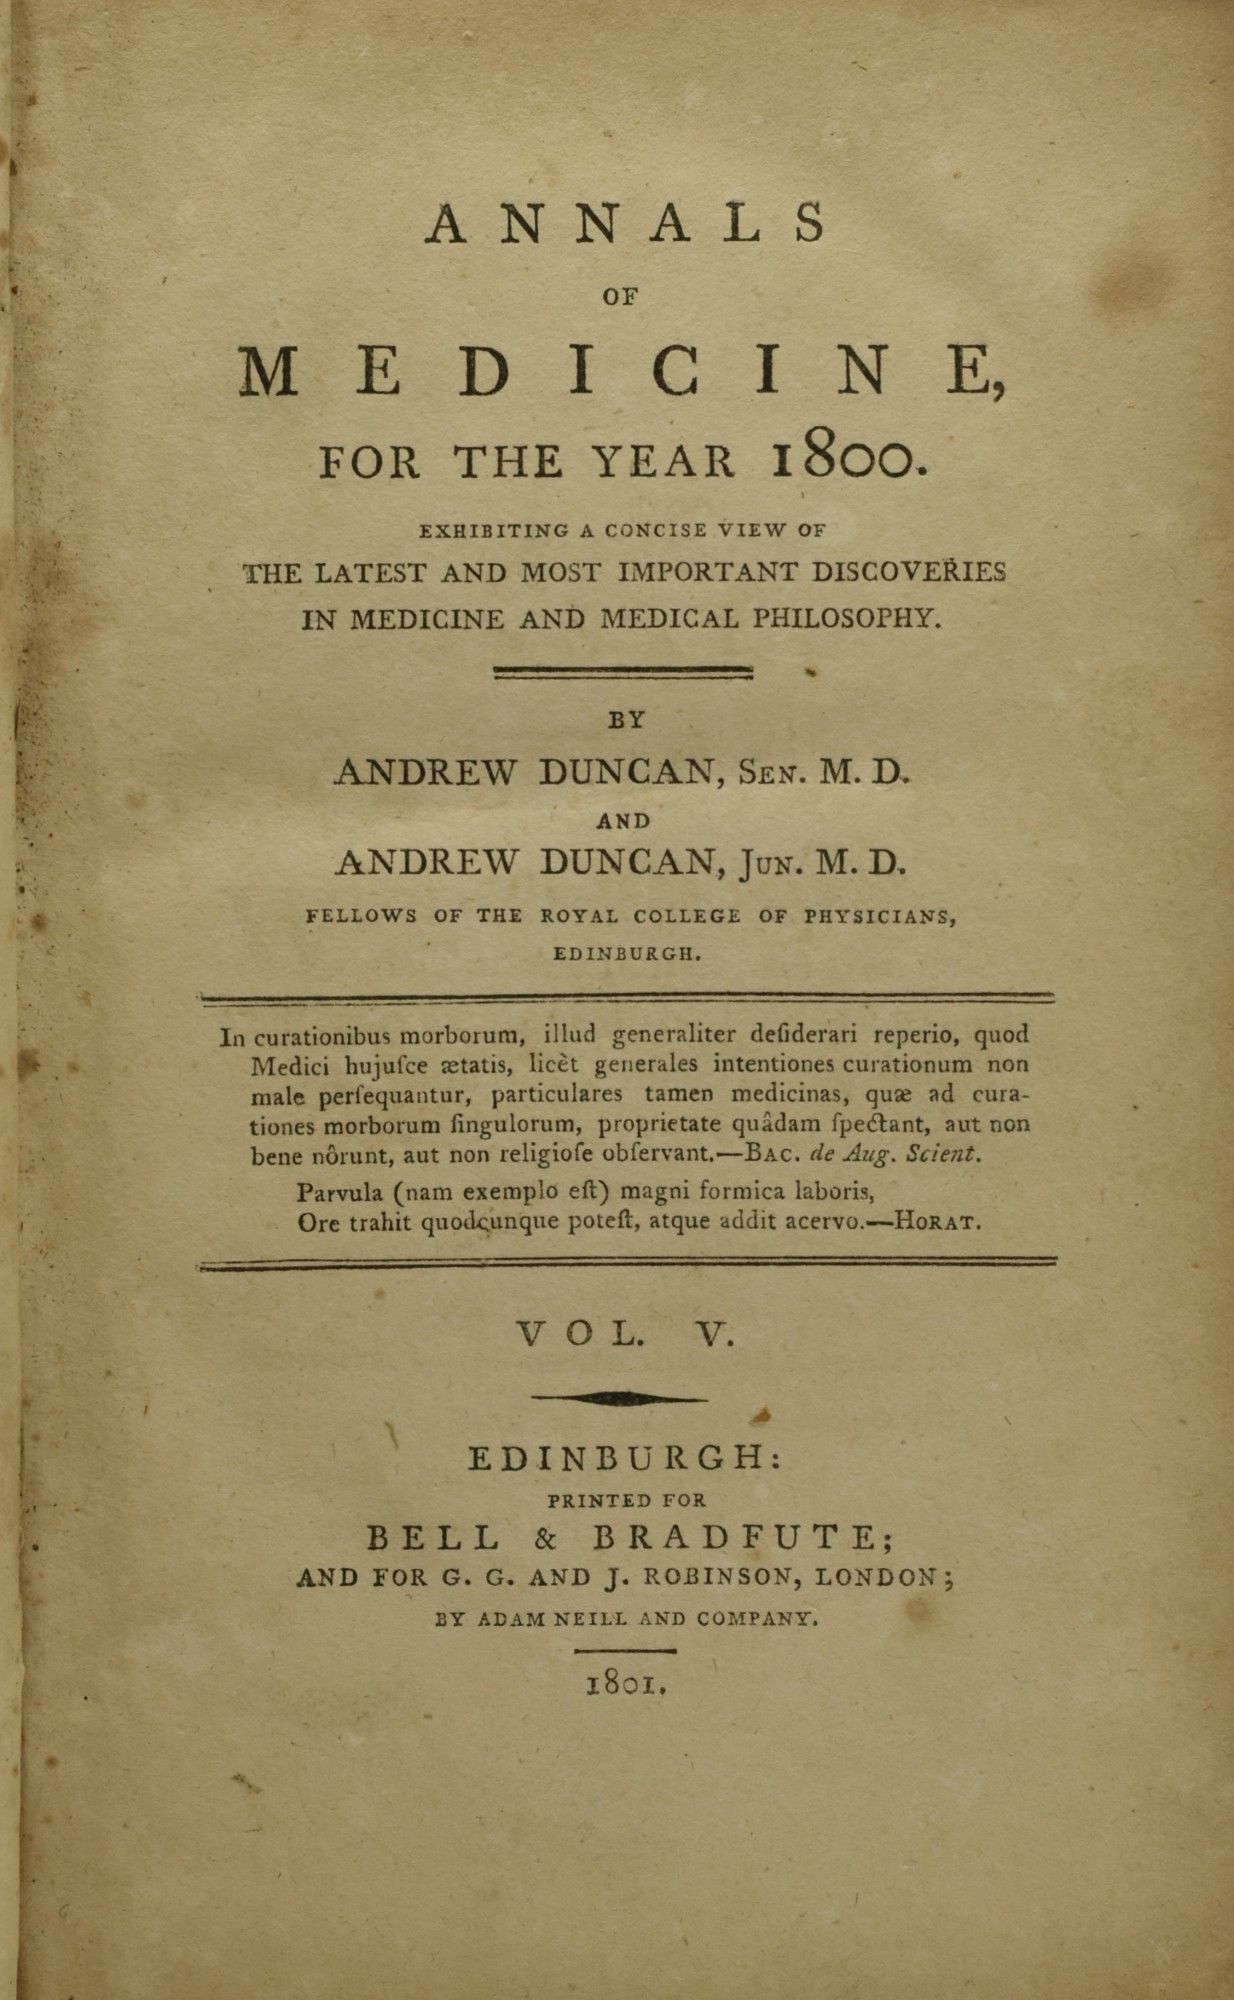 ANNALS
OF
MEDICINE,
FOR THE YEAR 1800.
EXHIBITING A CONCISE VIEW OF
THE LATEST AND MOST IMPORTANT DISCOVERIES
IN MEDICINE AND MEDICAL PHILOSOPHY.
BY
ANDREW DUNCAN, SEN. M. D.
AND
ANDREW DUNCAN, JUN. M. D.
FELLOWS OF THE ROYAL COLLEGE OF PHYSICIANS,
EDINBURGH.
In curationibus morborum, illud generaliter deſiderari reperio, quod
Medici hujuſce ætatis, licèt generales intentiones curationum non
male perſequantur, particulares tamen medicinas, quæ ad cura-
tiones morborum ſingulorum, proprietate quâdam ſpectant, aut non
bene nôrunt, aut non religioſe obſervant.—BAC. de Aug. Scient.
Parvula (nam exemplo eſt) magni formica laboris,
Ore trahit quodcunque poteſt, atque addit acervo.—HORAT.
VOL. V.
EDINBURGH:
PRINTED FOR
BELL & BRADFUTE;
AND FOR G. G. AND J. ROBINSON, LONDON;
BY ADAM NEILL AND COMPANY.
1801.